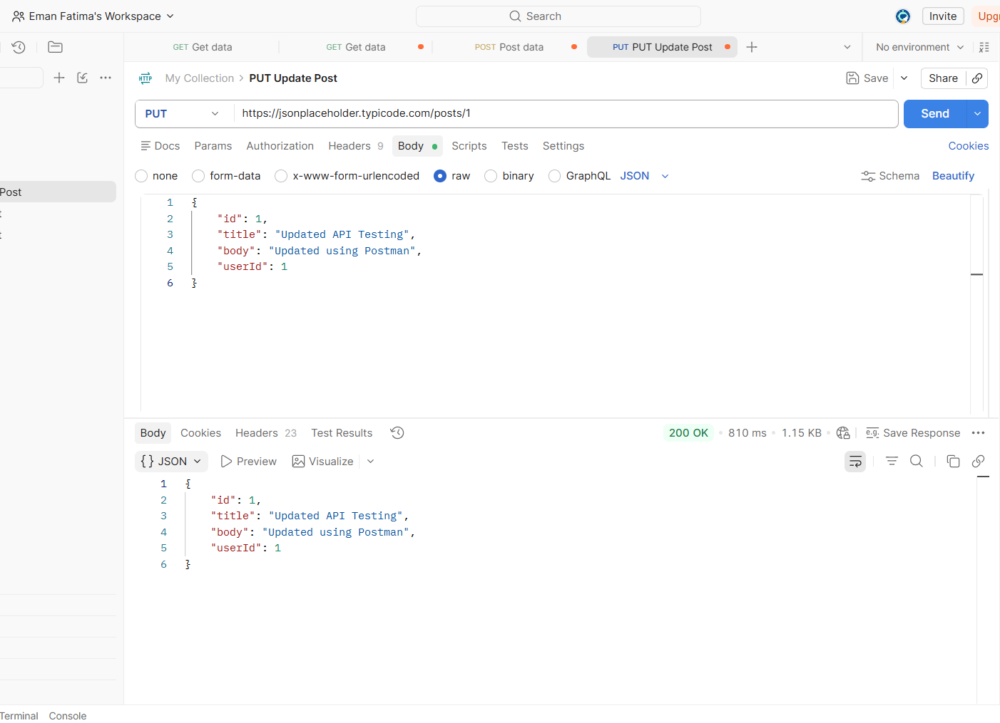 Eman Fatima's Workspace
Search
Invite
Upgr
GET Get data
GET Get data
POST Post data
PUT PUT Update Post
No environment
HTTP My Collection > PUT Update Post
Save
Share
PUT
https://jsonplaceholder.typicode.com/posts/1
Send
Docs Params Authorization Headers 9 Body Scripts Tests Settings
Cookies
none form-data x-www-form-urlencoded raw binary GraphQL JSON
Schema Beautify
Post
t
t
1 {
2 "id": 1,
3 "title": "Updated API Testing",
4 "body": "Updated using Postman",
5 "userId": 1
6 }
Body Cookies Headers 23 Test Results
200 OK • 810 ms • 1.15 KB •
e.g. Save Response
{} JSON Preview Visualize
1 {
2 "id": 1,
3 "title": "Updated API Testing",
4 "body": "Updated using Postman",
5 "userId": 1
6 }
Terminal Console